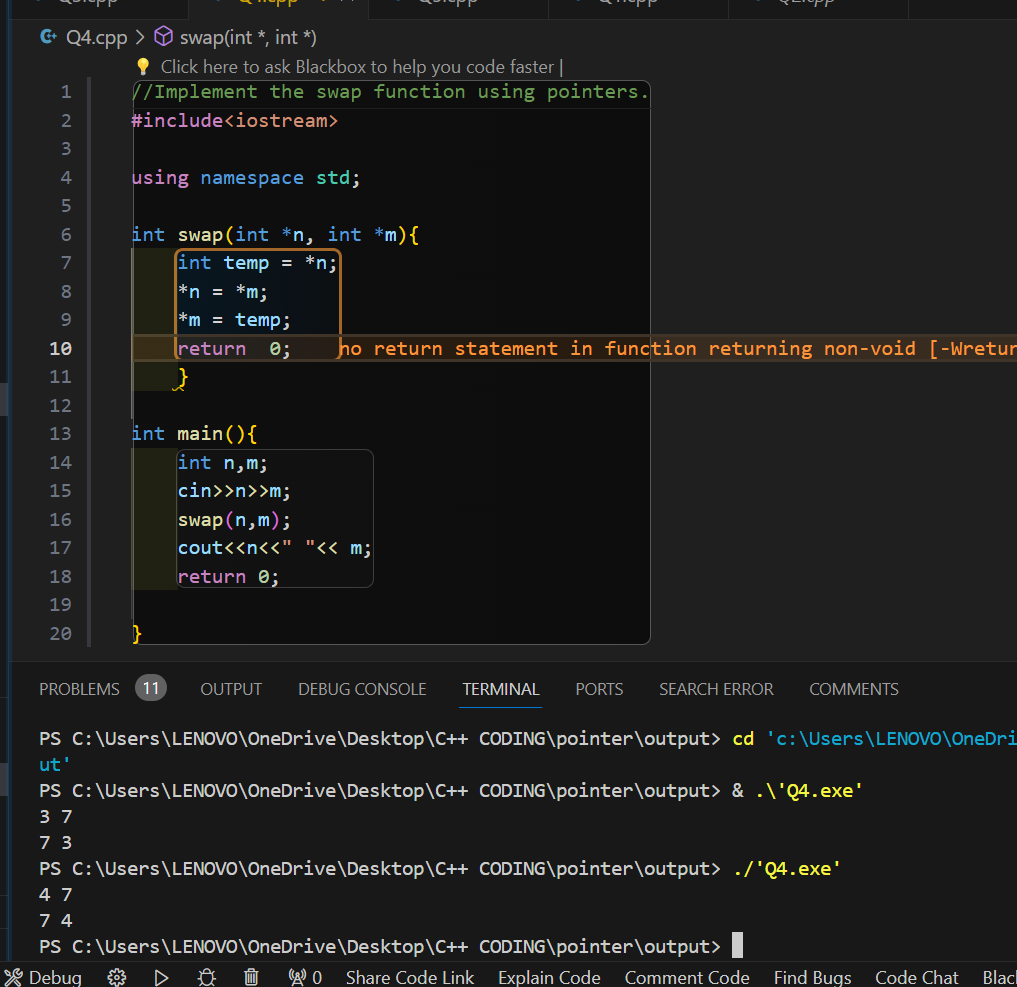 Q4.cpp > swap(int *, int *)
Click here to ask Blackbox to help you code faster |
1 //Implement the swap function using pointers.
2 #include<iostream>
3
4 using namespace std;
5
6 int swap(int *n, int *m){
7 int temp = *n;
8 *n = *m;
9 *m = temp;
10 return  0; no return statement in function returning non-void [-Wretur
11 }
12
13 int main(){
14 int n,m;
15 cin>>n>>m;
16 swap(n,m);
17 cout<<n<<" "<< m;
18 return 0;
19
20 }
PROBLEMS 11 OUTPUT DEBUG CONSOLE TERMINAL PORTS SEARCH ERROR COMMENTS
PS C:\Users\LENOVO\OneDrive\Desktop\C++ CODING\pointer\output> cd 'c:\Users\LENOVO\OneDri
ut'
PS C:\Users\LENOVO\OneDrive\Desktop\C++ CODING\pointer\output> & .\'Q4.exe'
3 7
7 3
PS C:\Users\LENOVO\OneDrive\Desktop\C++ CODING\pointer\output> ./'Q4.exe'
4 7
7 4
PS C:\Users\LENOVO\OneDrive\Desktop\C++ CODING\pointer\output>
Debug 0 Share Code Link Explain Code Comment Code Find Bugs Code Chat Blac